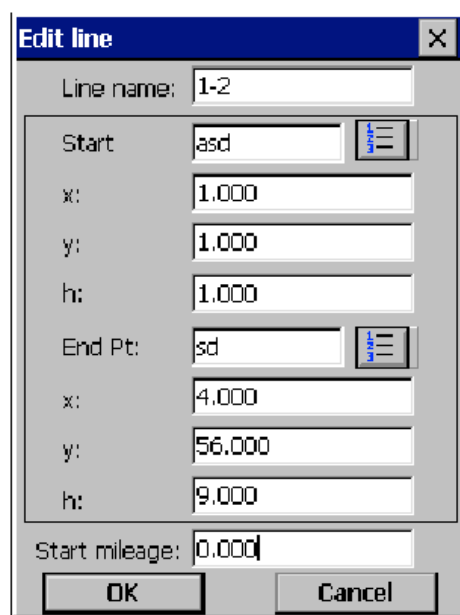 Edit line
Line name: 1-2
Start asd
x: 1.000
y: 1.000
h: 1.000
End Pt: sd
x: 4.000
y: 56.000
h: 9.000
Start mileage: 0.000
OK Cancel